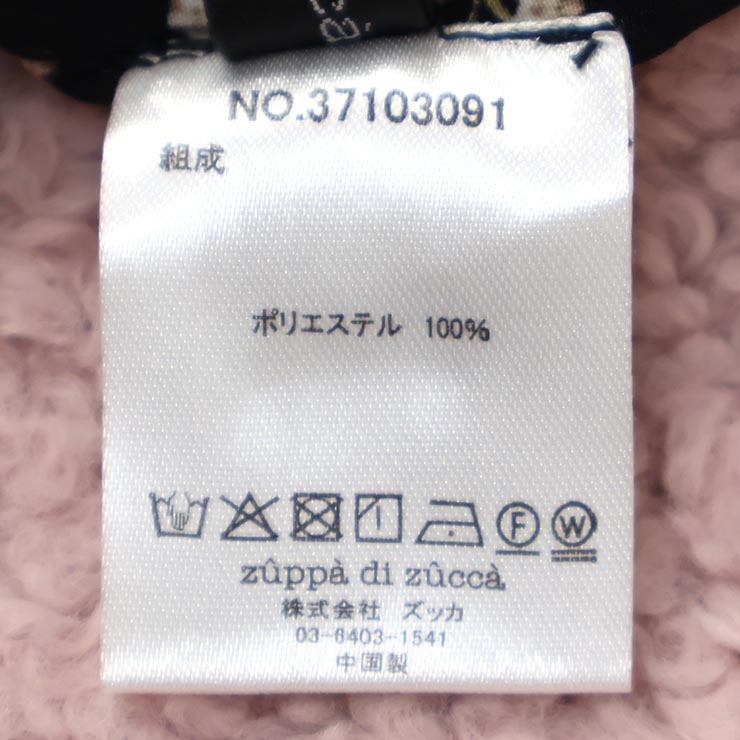 NO.37103091
組成
ポリエステル 100%
F W
zûppà di zûccà
株式会社 ズッカ
03-6403-1541
中国製